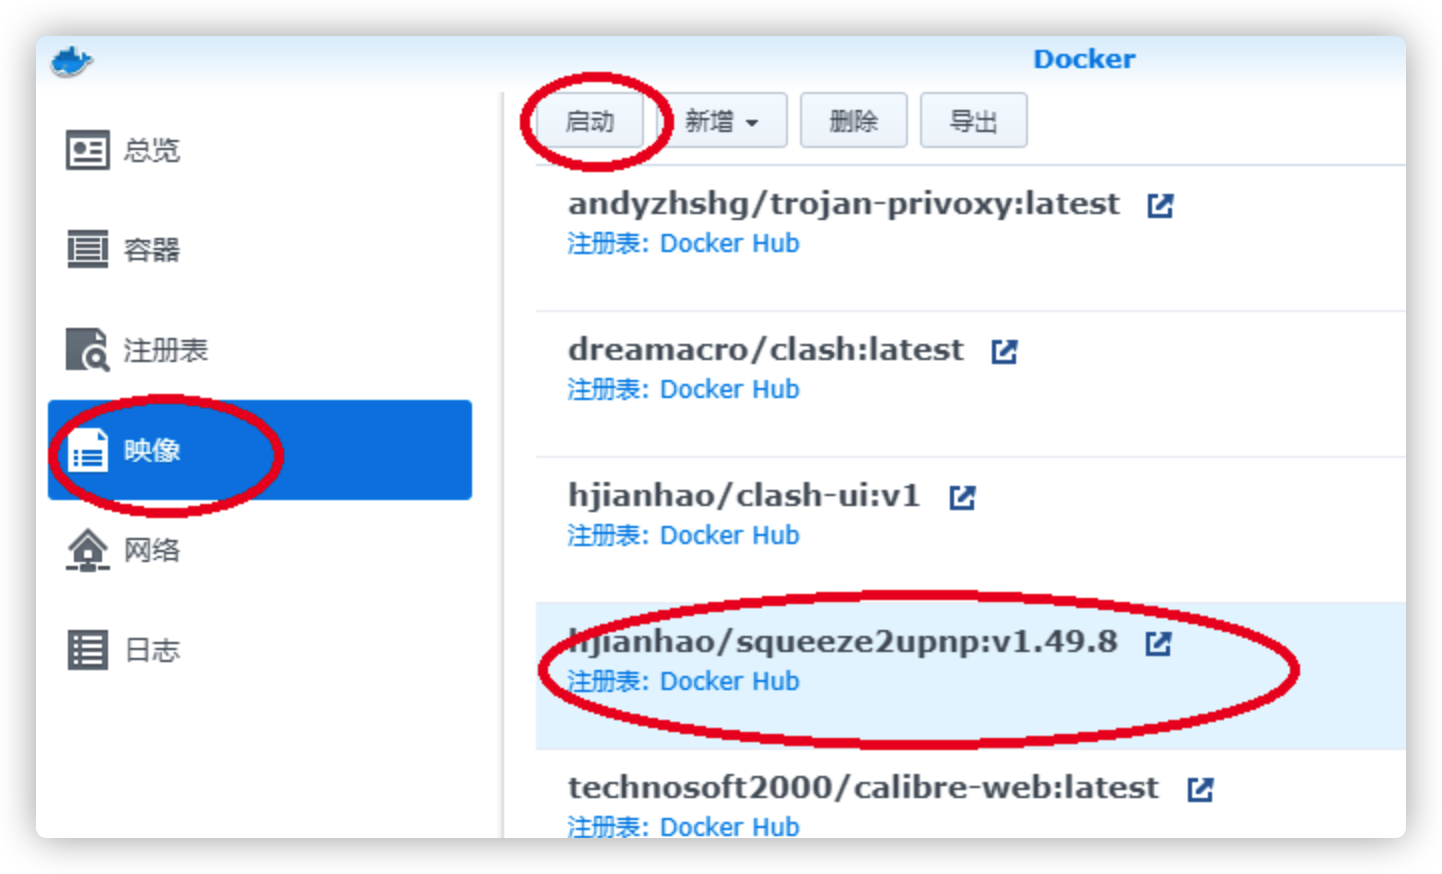 Docker
总览
容器
注册表
映像
网络
日志
启动 新增 删除 导出
andyzhshg/trojan-privoxy:latest
注册表: Docker Hub
dreamacro/clash:latest
注册表: Docker Hub
hjianhao/clash-ui:v1
注册表: Docker Hub
hjianhao/squeeze2upnp:v1.49.8
注册表: Docker Hub
technosoft2000/calibre-web:latest
注册表: Docker Hub